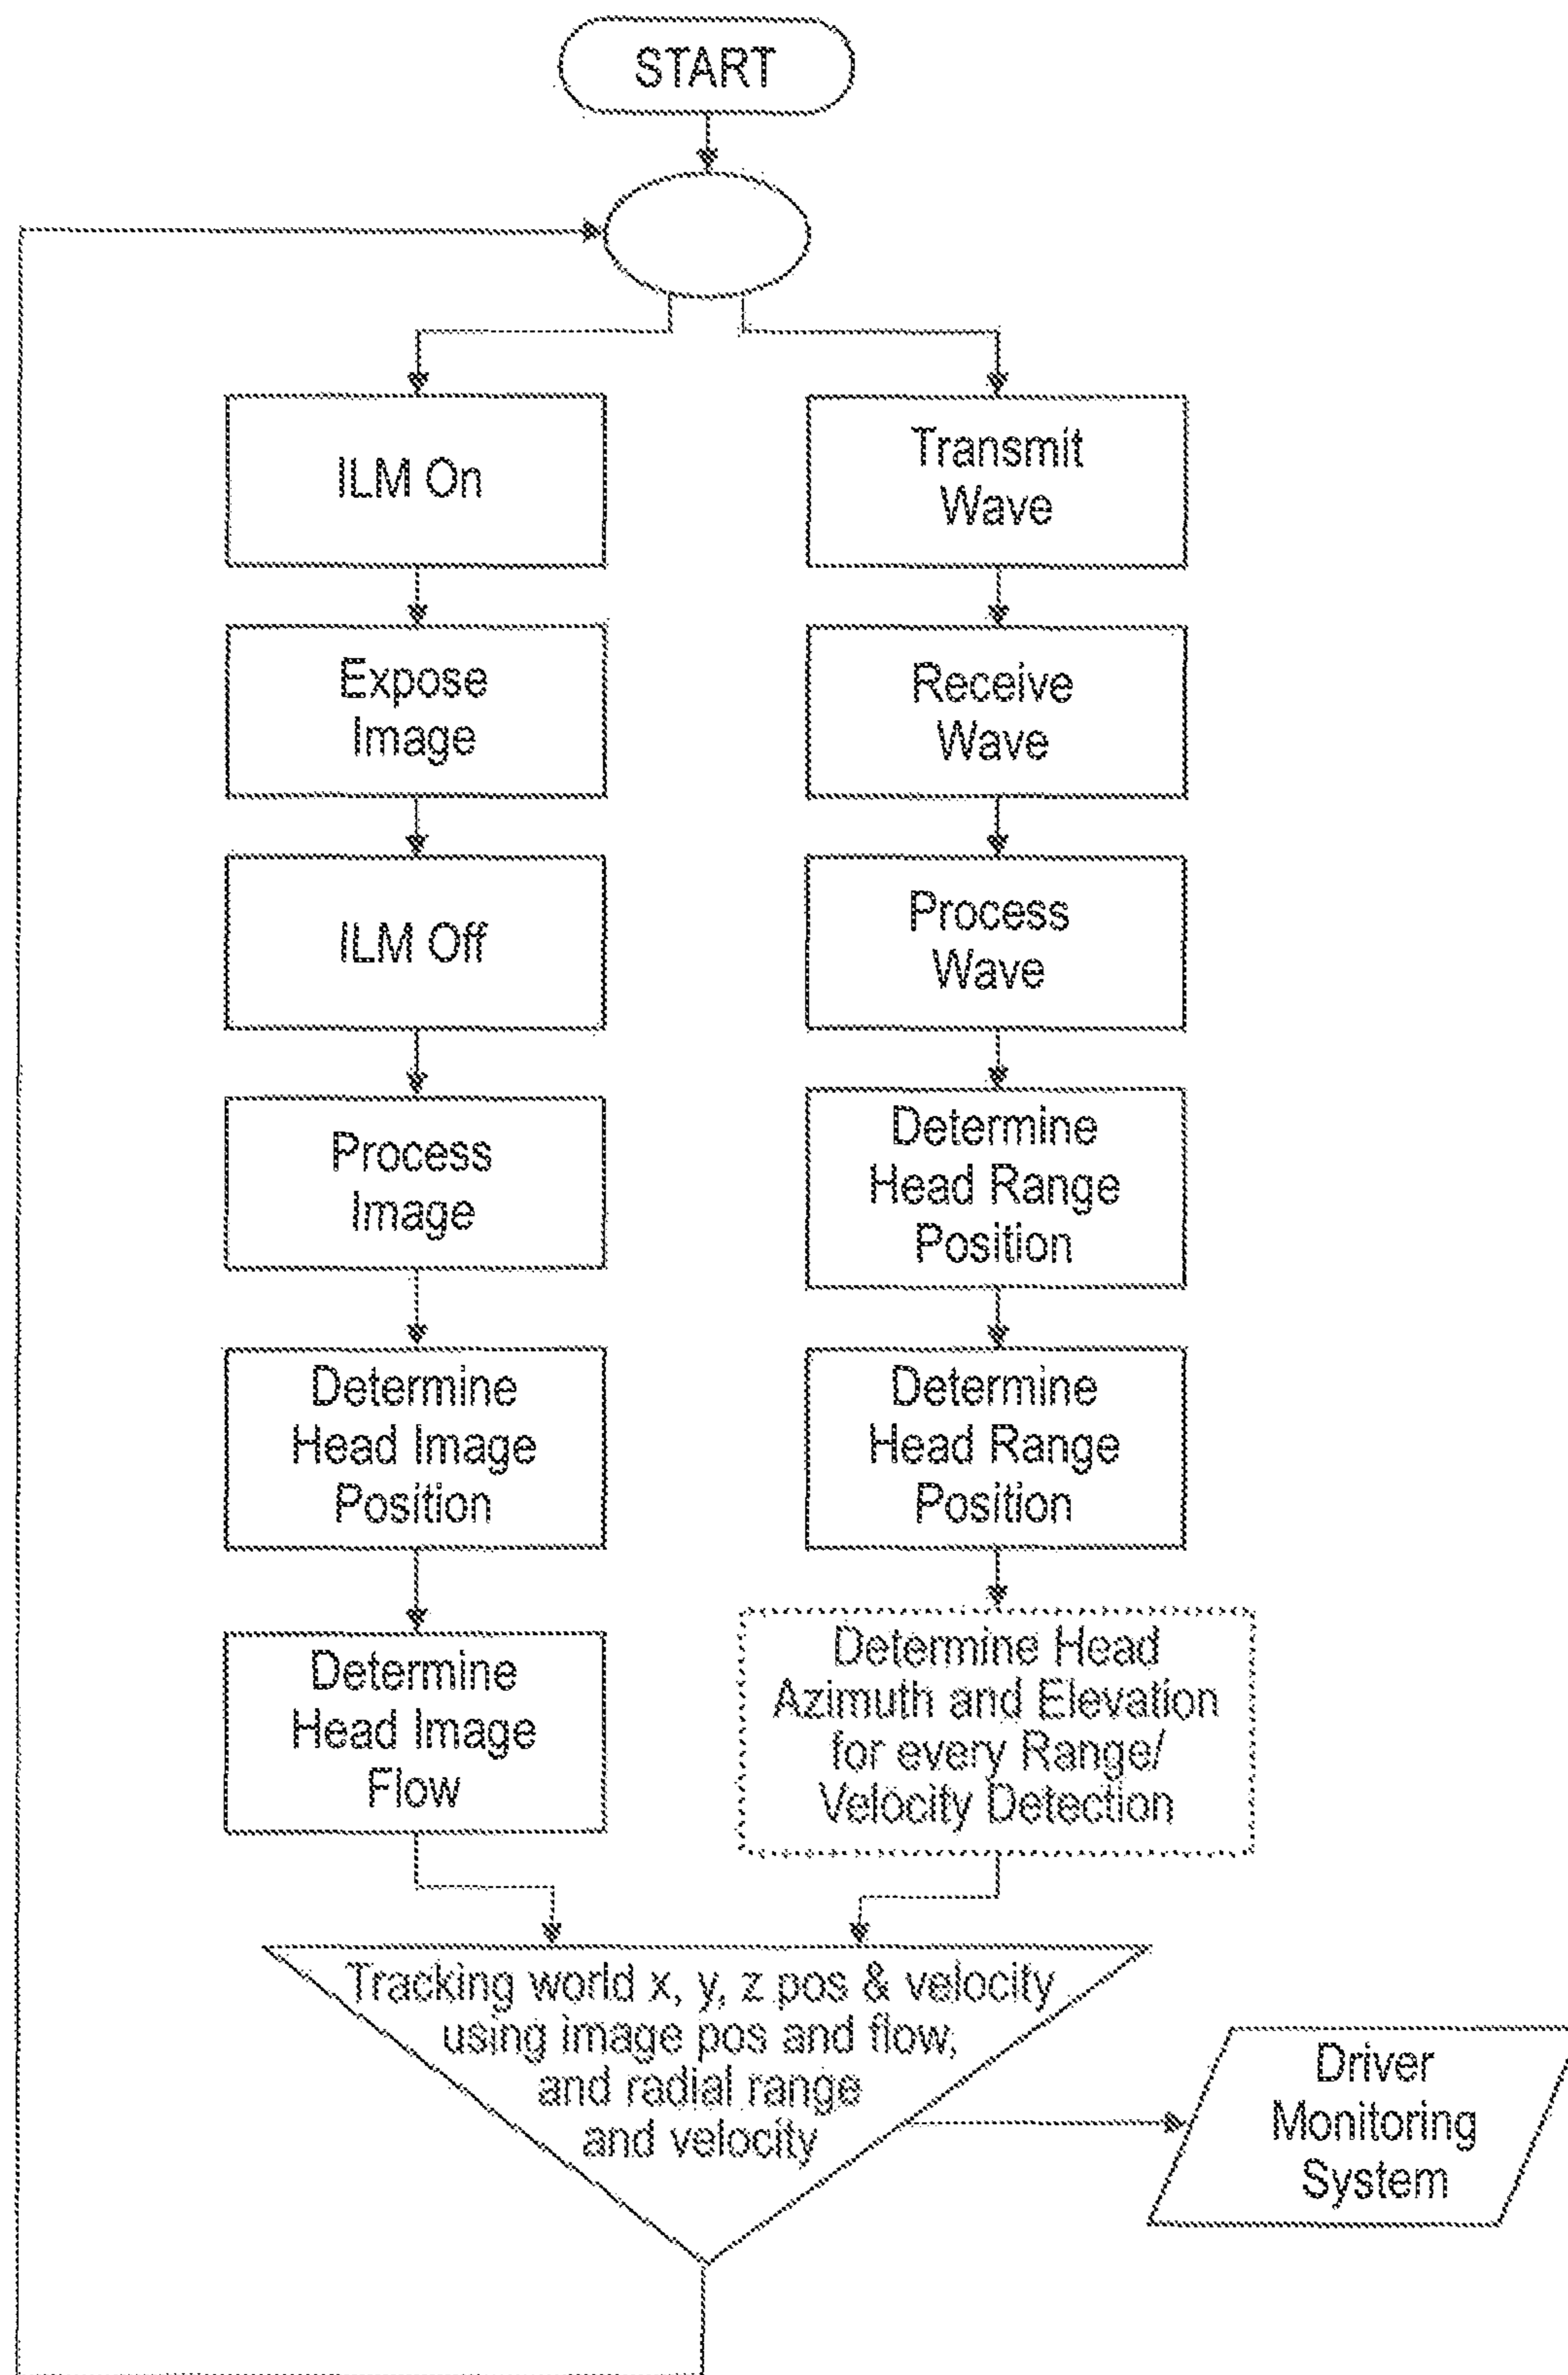 START
ILM On
Expose
Image
ILM Off
Process
Image
Determine
Head Image
Position
Determine
Head Image
Flow
Transmit
Wave
Receive
Wave
Process
Wave
Determine
Head Range
Position
Determine
Head Range
Position
Determine Head
Azimuth and Elevation
for every Range/
Velocity Detection
Tracking world x, y, z pos & velocity
using image pos and flow,
and radial range
and velocity
Driver
Monitoring
System